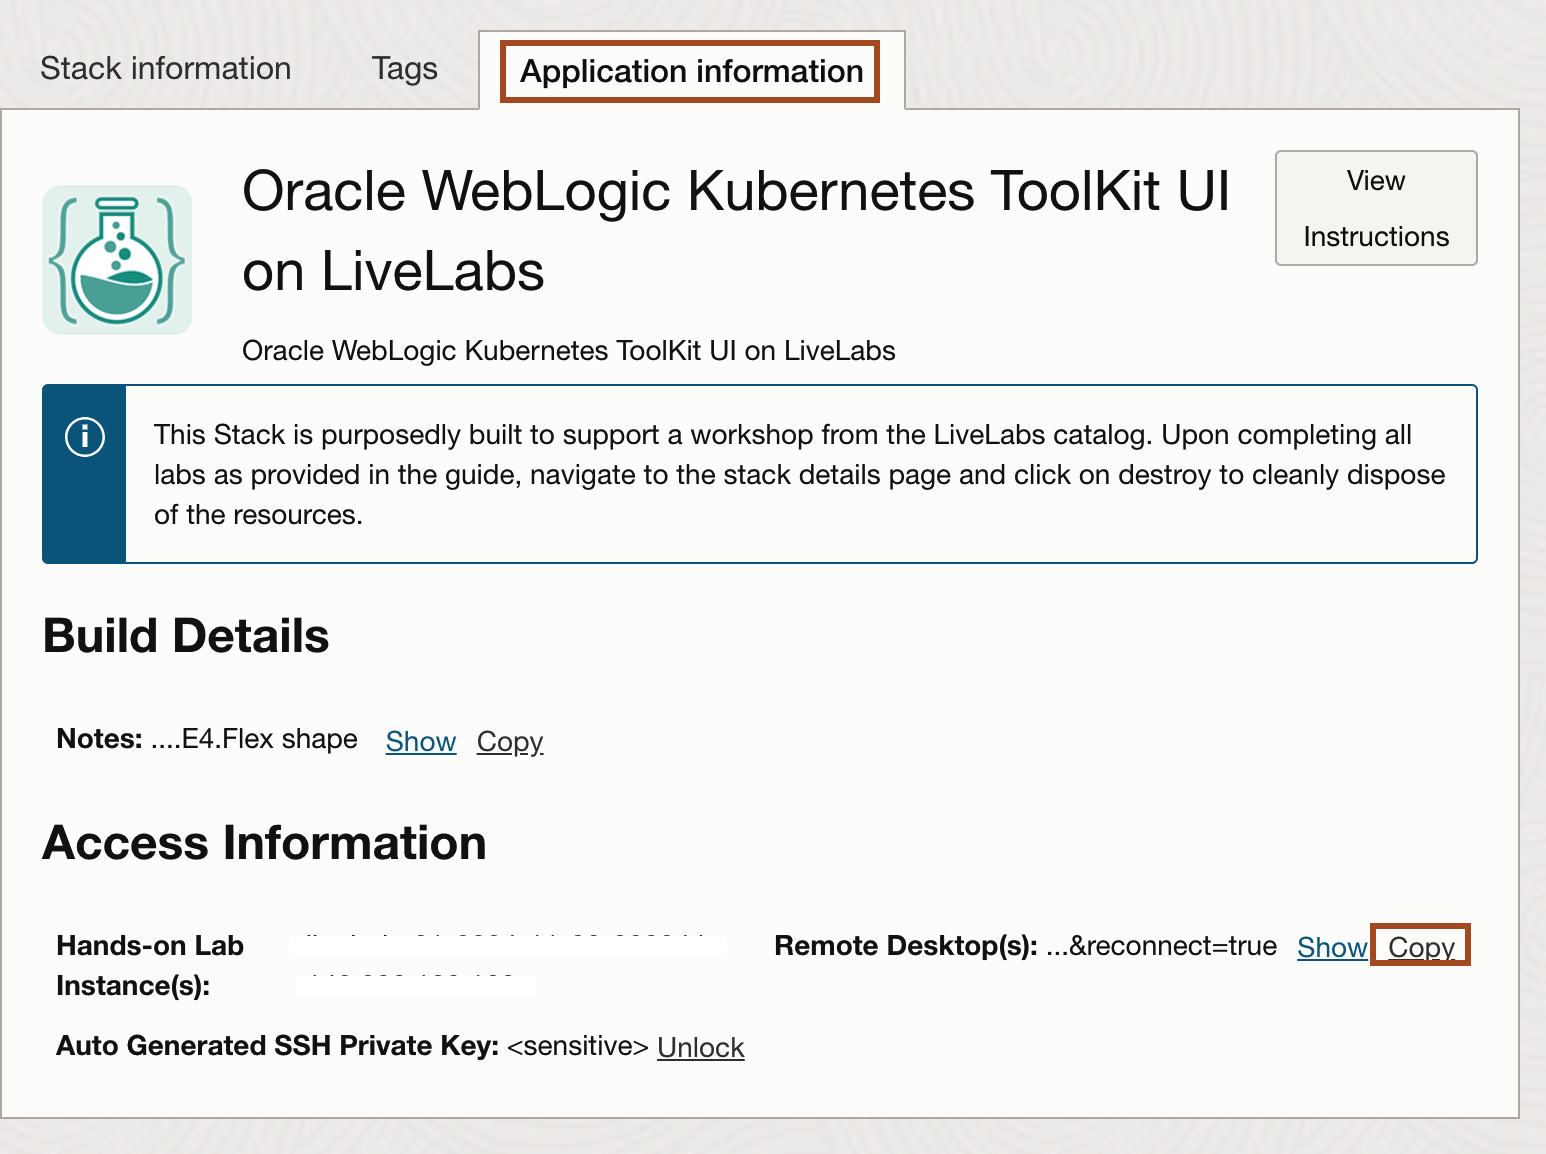 Stack information Tags Application information
Oracle WebLogic Kubernetes ToolKit UI
on LiveLabs
View
Instructions
Oracle WebLogic Kubernetes ToolKit UI on LiveLabs
This Stack is purposedly built to support a workshop from the LiveLabs catalog. Upon completing all
labs as provided in the guide, navigate to the stack details page and click on destroy to cleanly dispose
of the resources.
Build Details
Notes: ....E4.Flex shape Show Copy
Access Information
Hands-on Lab
Instance(s):
Remote Desktop(s): ...&reconnect=true Show Copy
Auto Generated SSH Private Key: <sensitive> Unlock